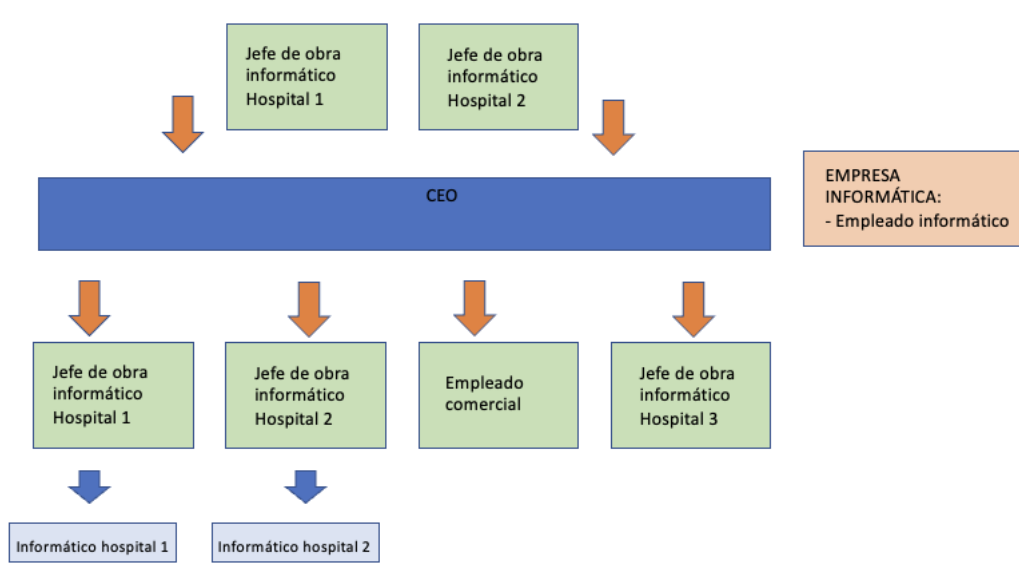 Jefe de obra
informático
Hospital 1
Jefe de obra
informático
Hospital 2
CEO
EMPRESA
INFORMÁTICA:
- Empleado informático
Jefe de obra
informático
Hospital 1
Jefe de obra
informático
Hospital 2
Empleado
comercial
Jefe de obra
informático
Hospital 3
Informático hospital 1
Informático hospital 2